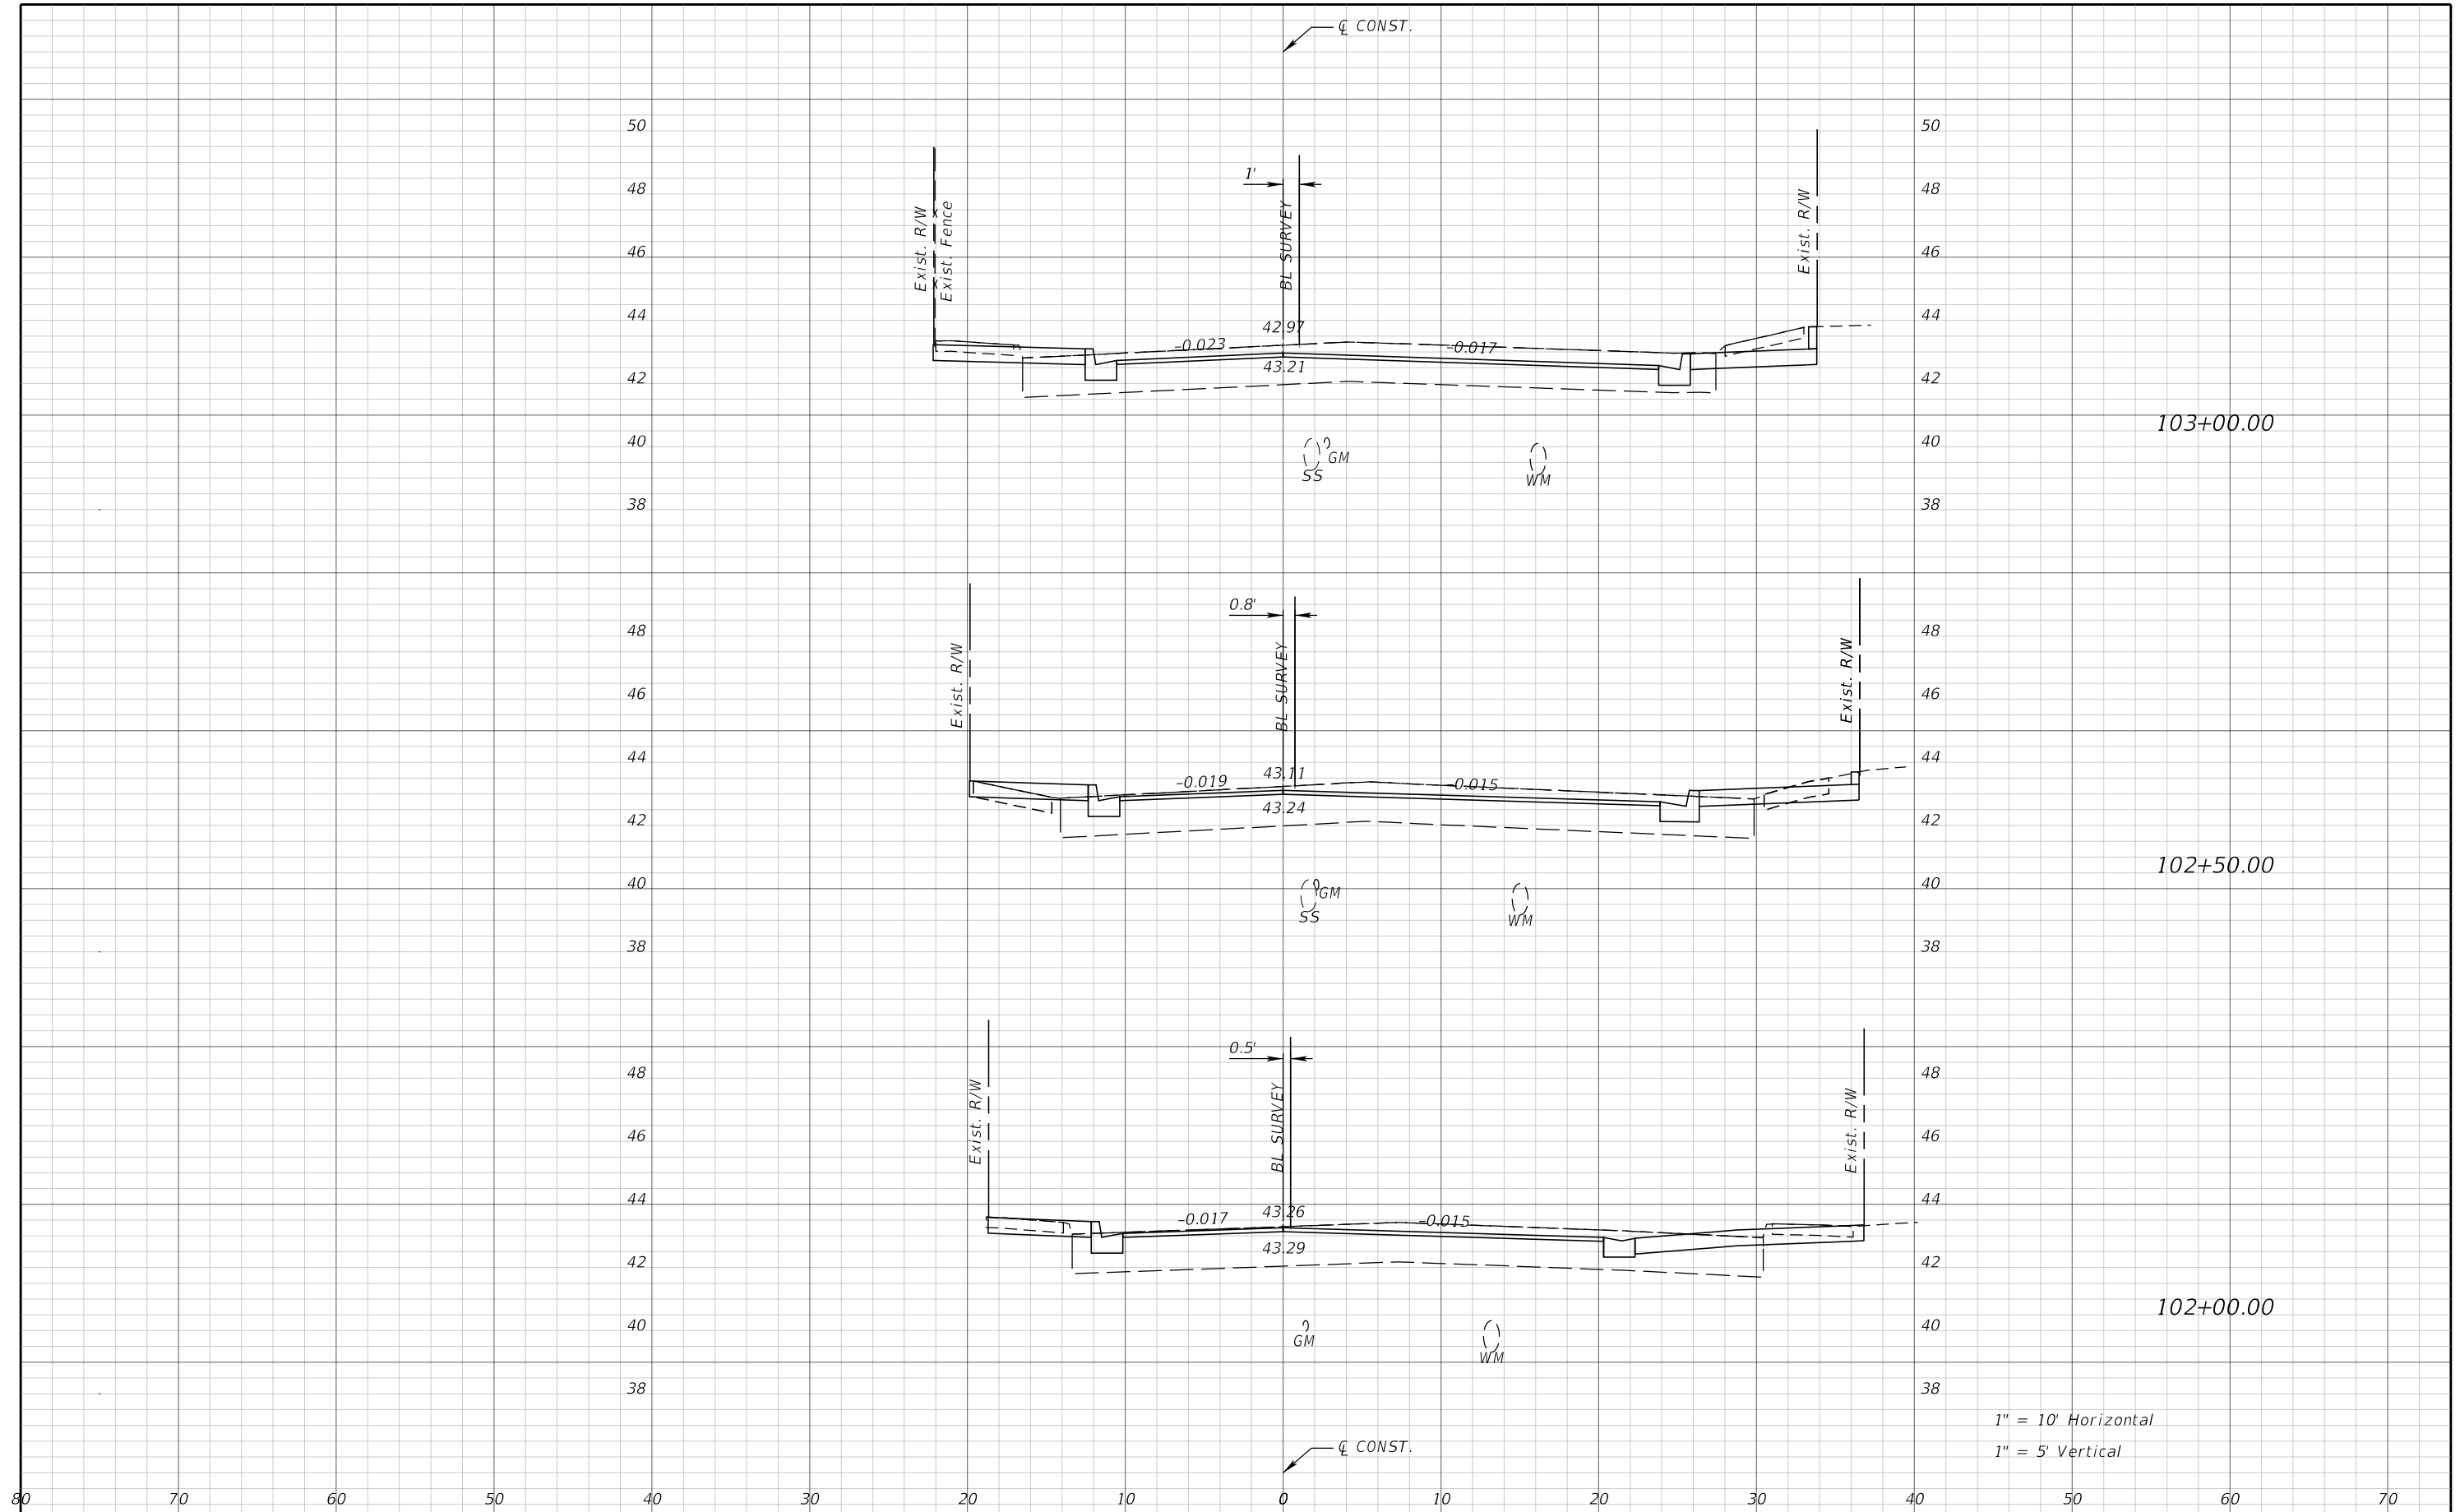 ℄ CONST.
50 50
1'
48 48
Exist. R/W
Exist. Fence
BL SURVEY
Exist. R/W
46 46
44 44
42.97
-0.023 -0.017
43.21
42 42
103+00.00
40 40
GM
SS WM
38 38
0.8'
48 48
Exist. R/W
BL SURVEY
Exist. R/W
46 46
44 44
43.11
-0.019 -0.015
43.24
42 42
102+50.00
40 40
GM
SS WM
38 38
0.5'
48 48
Exist. R/W
BL SURVEY
Exist. R/W
46 46
44 44
43.26
-0.017 -0.015
43.29
42 42
102+00.00
40 40
GM WM
38 38
1" = 10' Horizontal
1" = 5' Vertical
℄ CONST.
80 70 60 50 40 30 20 10 0 10 20 30 40 50 60 70